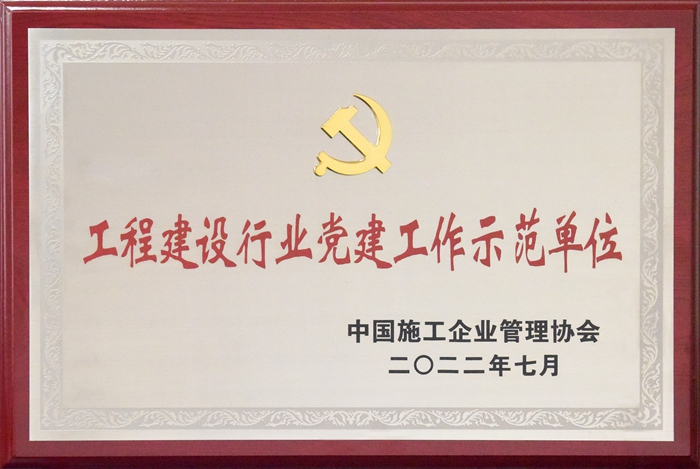 工程建设行业党建工作示范单位
中国施工企业管理协会
二〇二二年七月